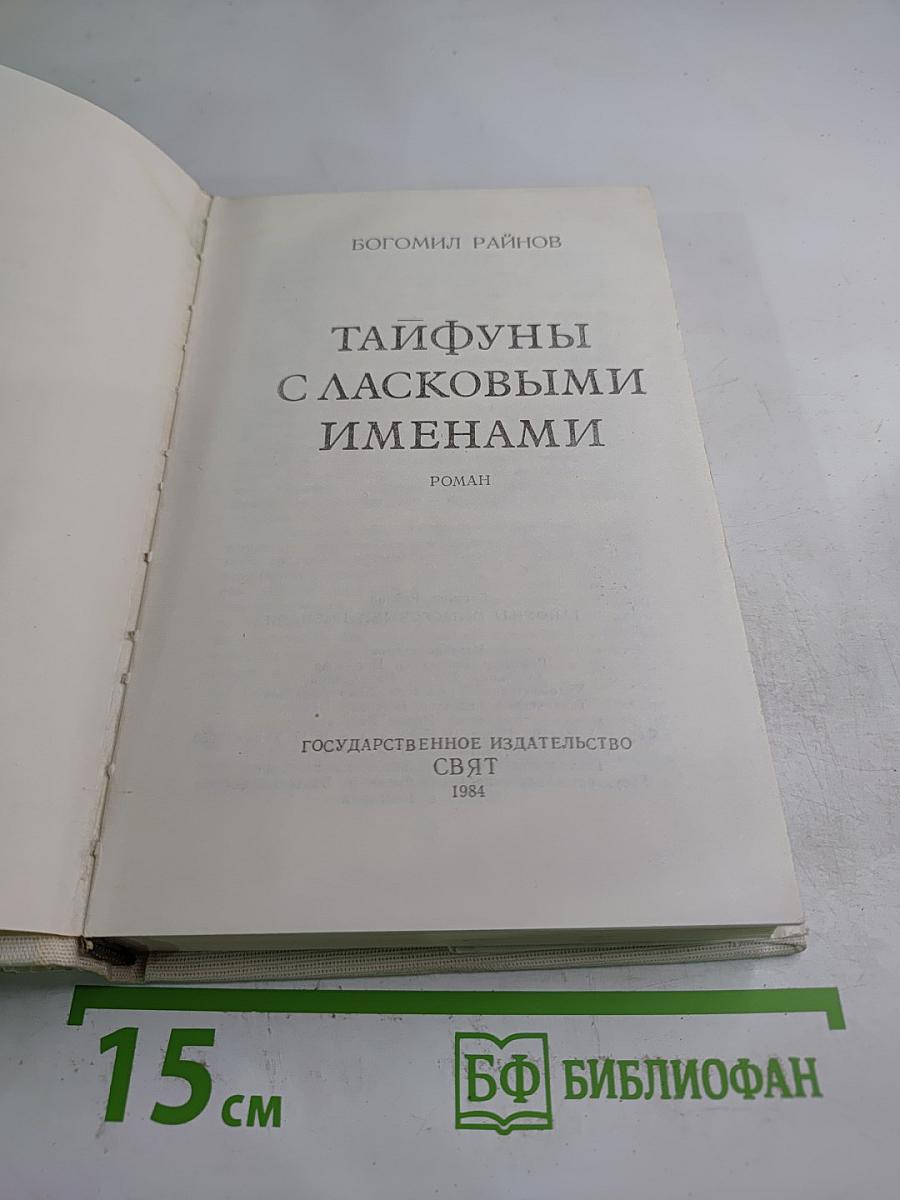 БОГОМИЛ РАЙНОВ
ТАЙФУНЫ
С ЛАСКОВЫМИ
ИМЕНАМИ
РОМАН
ГОСУДАРСТВЕННОЕ ИЗДАТЕЛЬСТВО
СВЯТ
1984
15 см
БФ БИБЛИОФАН